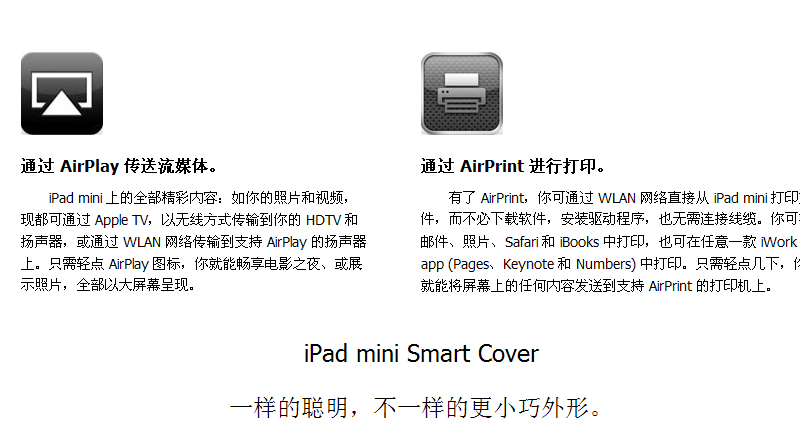 通过 AirPlay 传送流媒体。
iPad mini 上的全部精彩内容：如你的照片和视频，
现都可通过 Apple TV，以无线方式传输到你的 HDTV 和
扬声器，或通过 WLAN 网络传输到支持 AirPlay 的扬声器
上。只需轻点 AirPlay 图标，你就能畅享电影之夜、或展
示照片，全部以大屏幕呈现。
通过 AirPrint 进行打印。
有了 AirPrint，你可通过 WLAN 网络直接从 iPad mini 打印
件，而不必下载软件，安装驱动程序，也无需连接线缆。你可
邮件、照片、Safari 和 iBooks 中打印，也可在任意一款 iWork
app (Pages、Keynote 和 Numbers) 中打印。只需轻点几下，
就能将屏幕上的任何内容发送到支持 AirPrint 的打印机上。
iPad mini Smart Cover
一样的聪明，不一样的更小巧外形。